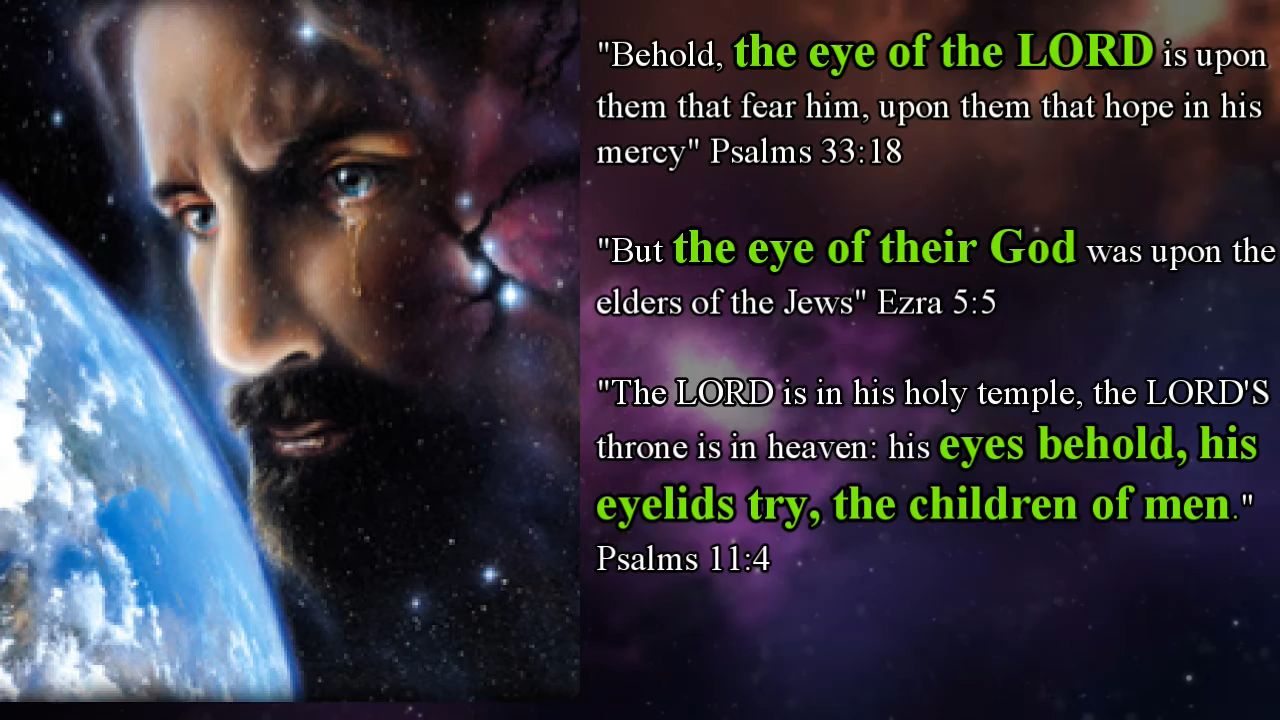 "Behold, the eye of the LORD is upon
them that fear him, upon them that hope in his
mercy" Psalms 33:18
"But the eye of their God was upon the
elders of the Jews" Ezra 5:5
"The LORD is in his holy temple, the LORD'S
throne is in heaven: his eyes behold, his
eyelids try, the children of men."
Psalms 11:4